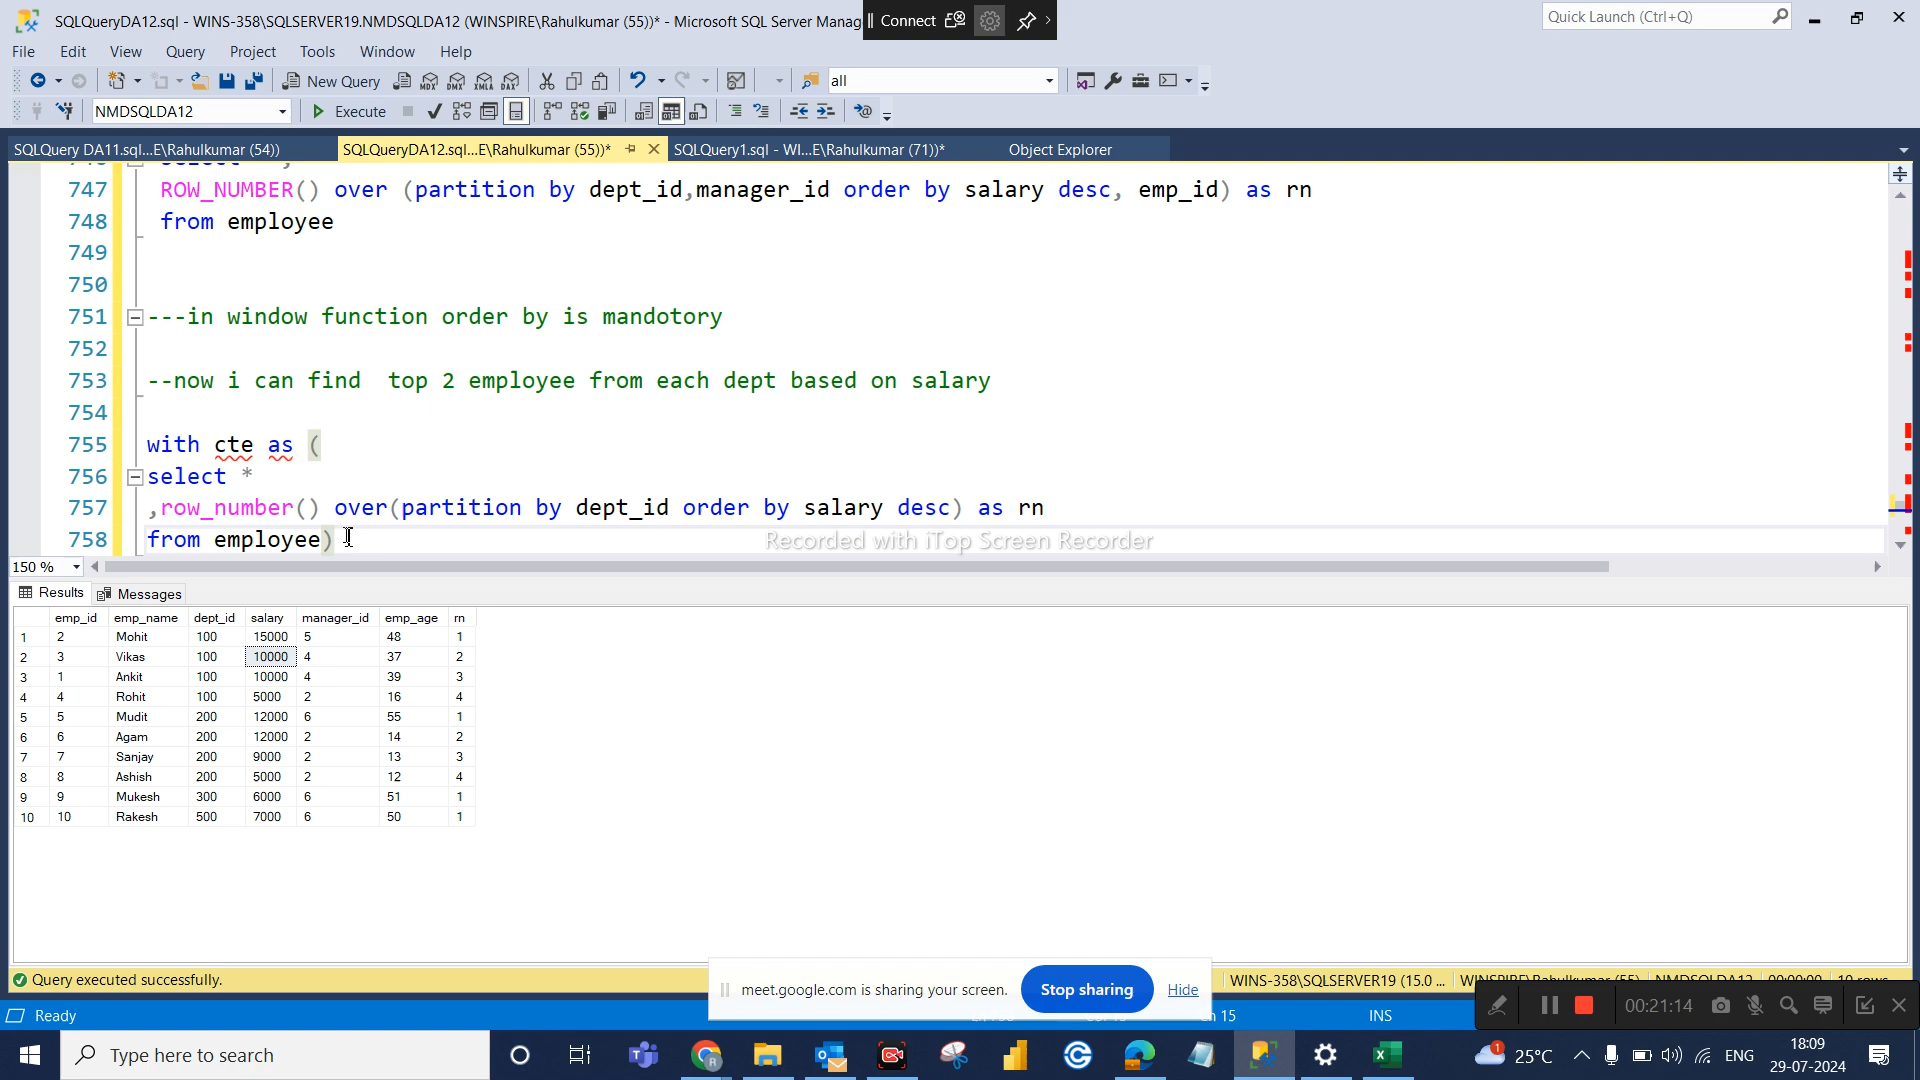 SQLQueryDA12.sql - WINS-358\SQLSERVER19.NMDSQLDA12 (WINSPIRE\Rahulkumar (55))* - Microsoft SQL Server Manag
Connect
Quick Launch (Ctrl+Q)
File Edit View Query Project Tools Window Help
New Query
all
NMDSQLDA12
Execute
SQLQuery DA11.sql...E\Rahulkumar (54))
SQLQueryDA12.sql...E\Rahulkumar (55))*
SQLQuery1.sql - WI...E\Rahulkumar (71))*
Object Explorer
747 ROW_NUMBER() over (partition by dept_id,manager_id order by salary desc, emp_id) as rn
748 from employee
749
750
751 ---in window function order by is mandotory
752
753 --now i can find  top 2 employee from each dept based on salary
754
755 with cte as (
756 select *
757 ,row_number() over(partition by dept_id order by salary desc) as rn
758 from employee)
Recorded with iTop Screen Recorder
150 %
Results Messages
emp_id emp_name dept_id salary manager_id emp_age rn
1 2 Mohit 100 15000 5 48 1
2 3 Vikas 100 10000 4 37 2
3 1 Ankit 100 10000 4 39 3
4 4 Rohit 100 5000 2 16 4
5 5 Mudit 200 12000 6 55 1
6 6 Agam 200 12000 2 14 2
7 7 Sanjay 200 9000 2 13 3
8 8 Ashish 200 5000 2 12 4
9 9 Mukesh 300 6000 6 51 1
10 10 Rakesh 500 7000 6 50 1
Query executed successfully.
WINS-358\SQLSERVER19 (15.0 ...
WINSPIRE\Rahulkumar (55)
NMDSQLDA12
00:00:00
10 rows
meet.google.com is sharing your screen.
Stop sharing
Hide
Ready
INS
00:21:14
Type here to search
1
25°C
ENG
18:09
29-07-2024